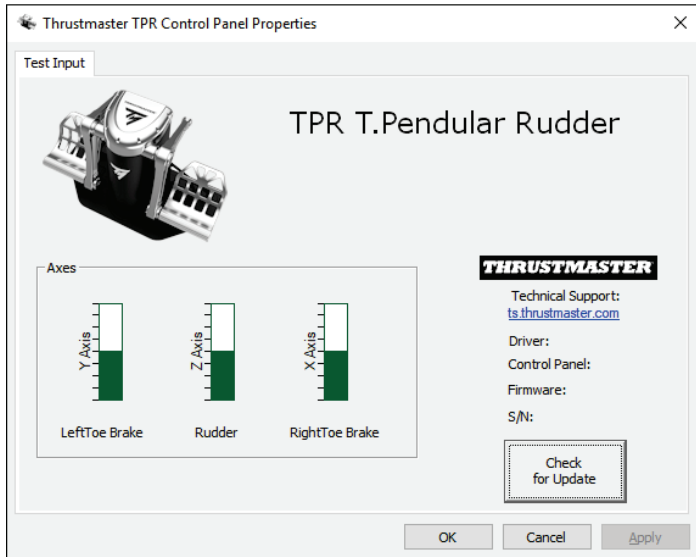 Thrustmaster TPR Control Panel Properties
Test Input
TPR T.Pendular Rudder
Axes
Y Axis
Z Axis
X Axis
LeftToe Brake
Rudder
RightToe Brake
THRUSTMASTER
Technical Support:
ts.thrustmaster.com
Driver:
Control Panel:
Firmware:
S/N:
Check
for Update
OK
Cancel
Apply